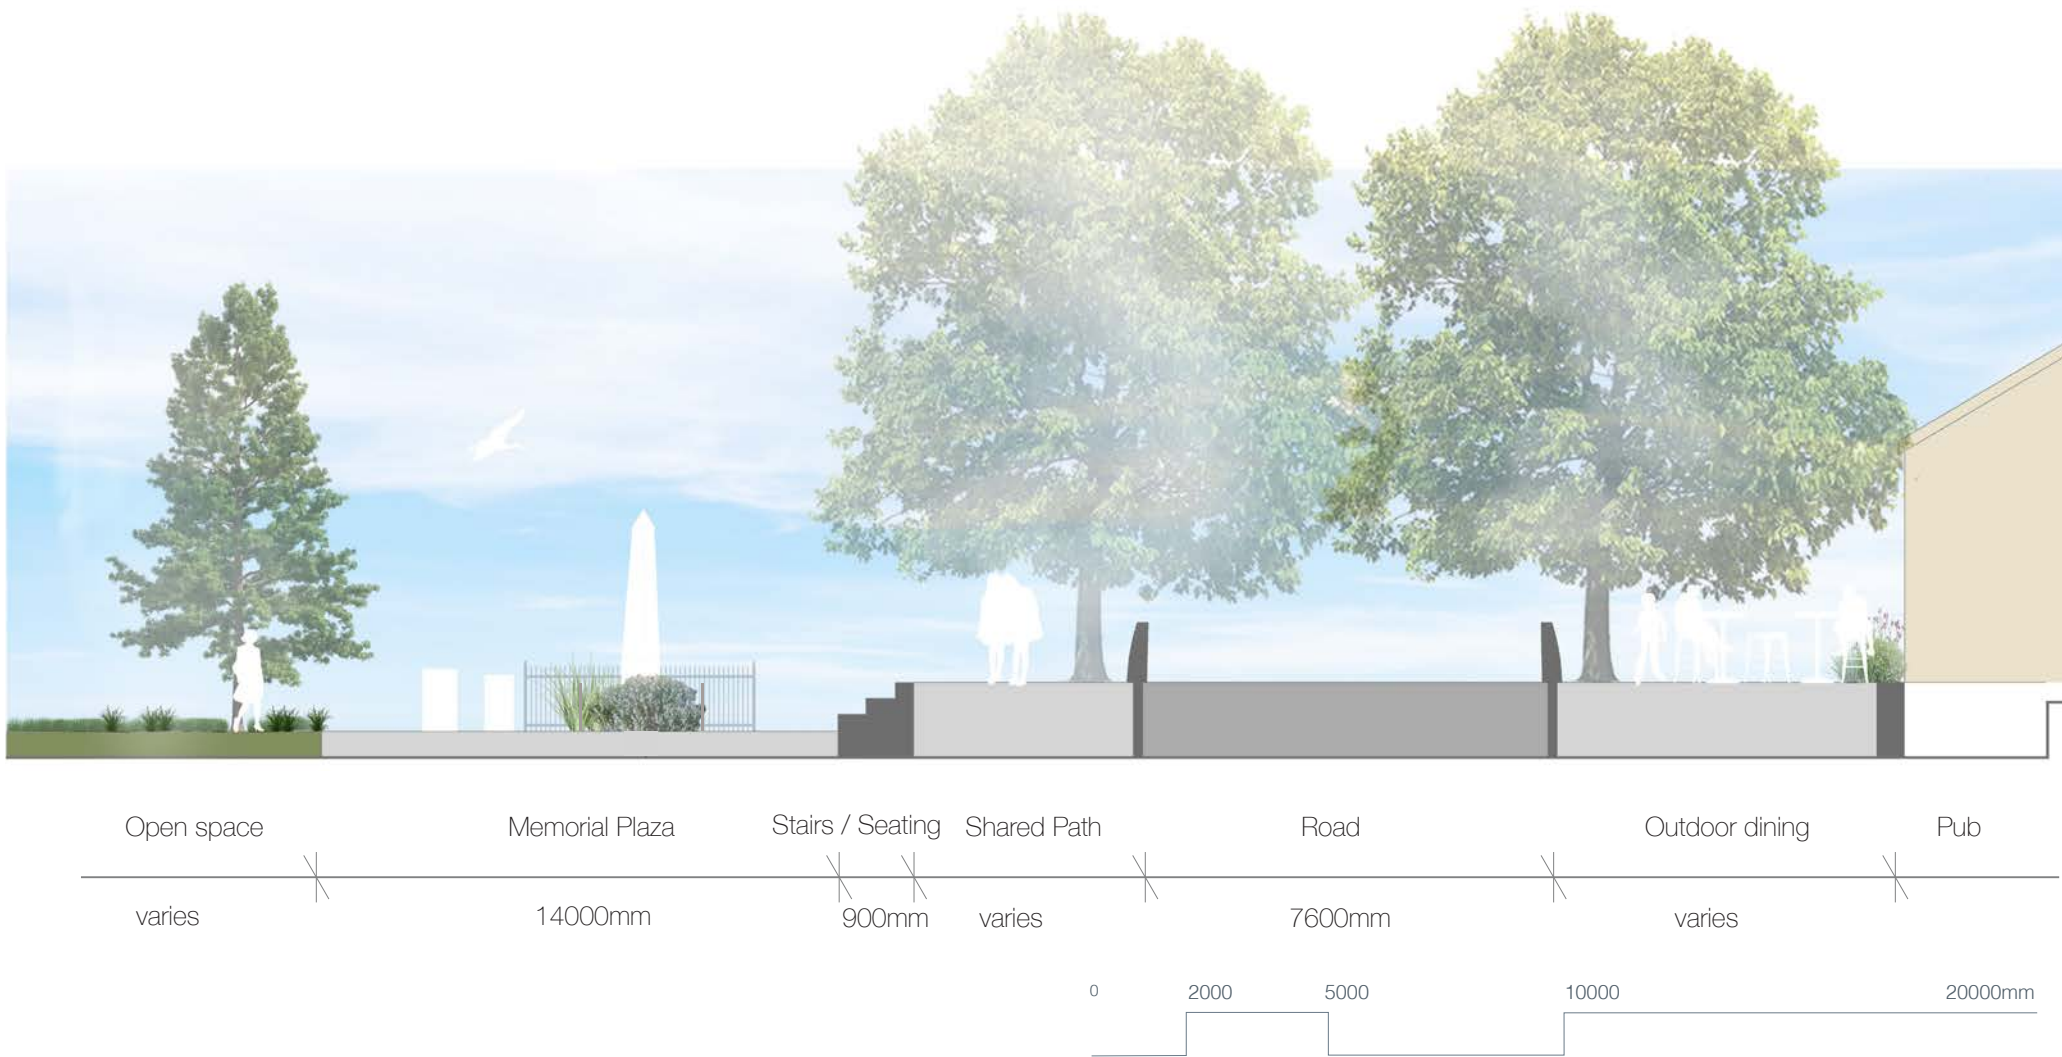 Open space
Memorial Plaza
Stairs / Seating
Shared Path
Road
Outdoor dining
Pub
varies
14000mm
900mm
varies
7600mm
varies
0
2000
5000
10000
20000mm